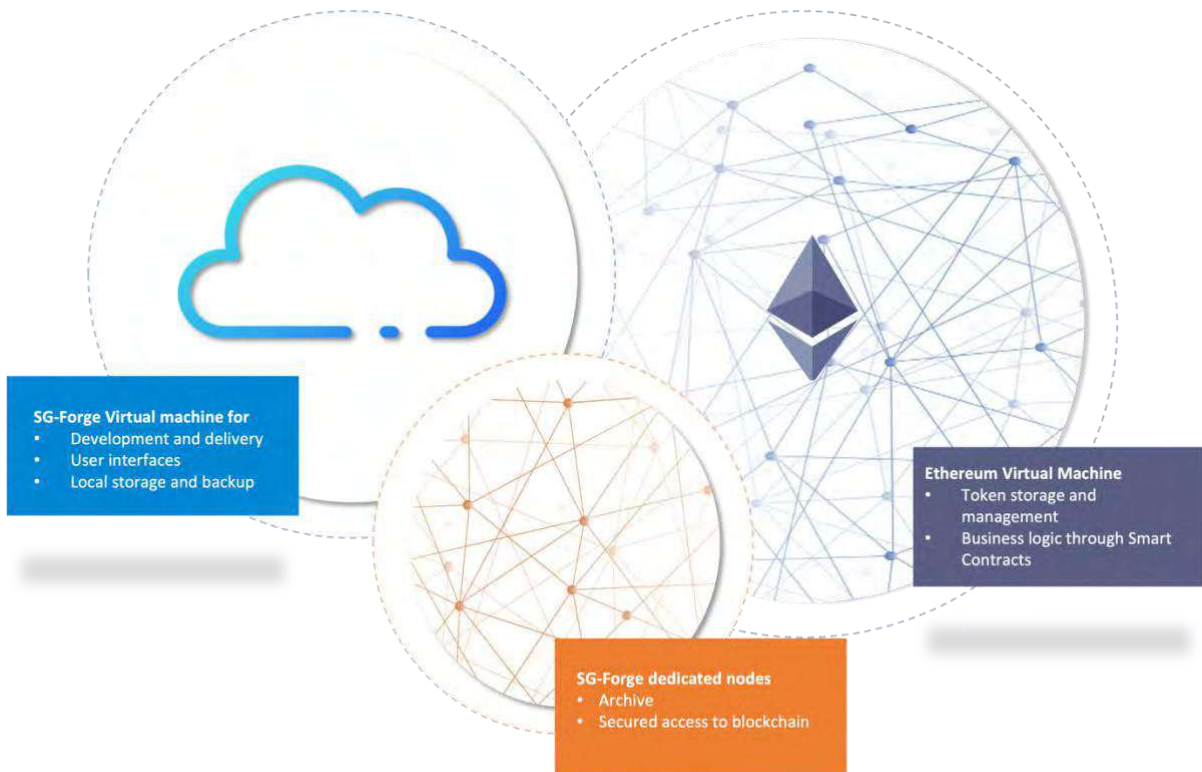 SG-Forge Virtual machine for
• Development and delivery
• User interfaces
• Local storage and backup
Ethereum Virtual Machine
• Token storage and
management
• Business logic through Smart
Contracts
SG-Forge dedicated nodes
• Archive
• Secured access to blockchain